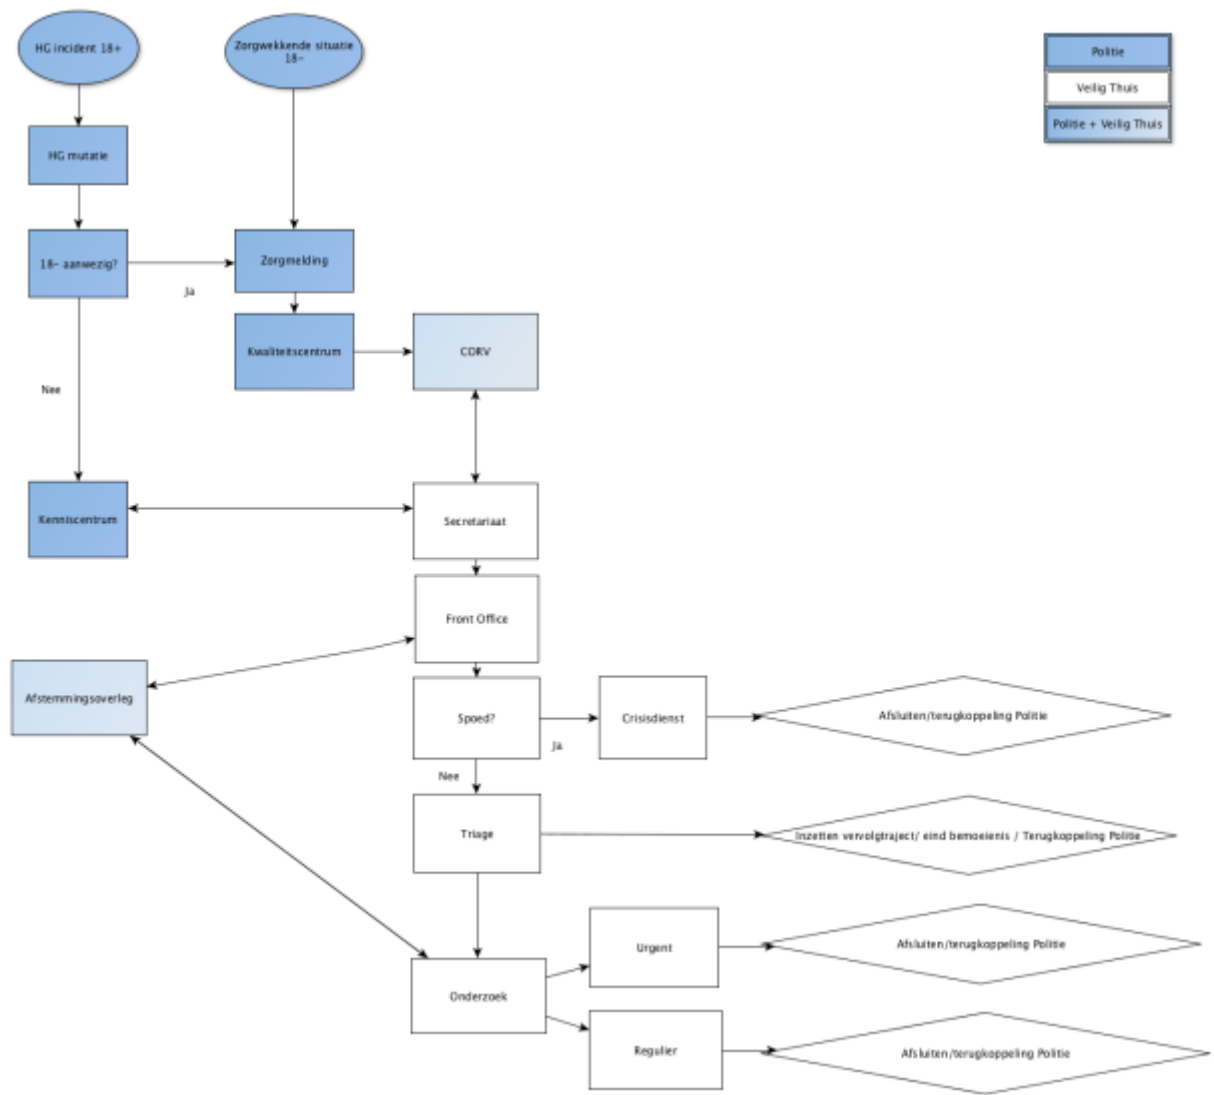 HG incident 18+
Zorgwekkende situatie
18-
Politie
Veilig Thuis
Politie + Veilig Thuis
HG mutatie
18- aanwezig?
Zorgmelding
Ja
Kwaliteitscentrum
CORV
Nee
Kenniscentrum
Secretariaat
Front Office
Afstemmingsoverleg
Spoed?
Crisisdienst
Afsluiten/terugkoppeling Politie
Ja
Nee
Triage
Inzetten vervolgtraject/ eind bemoeienis / Terugkoppeling Politie
Urgent
Afsluiten/terugkoppeling Politie
Onderzoek
Regulier
Afsluiten/terugkoppeling Politie